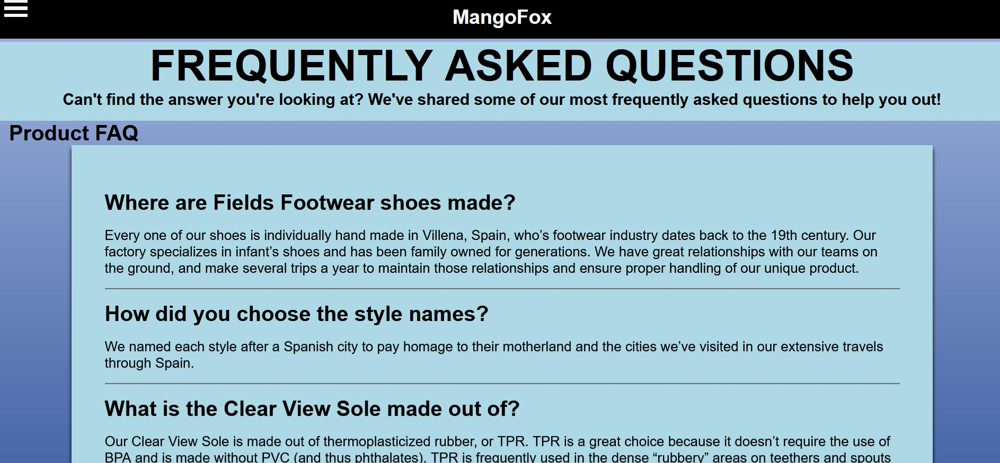 MangoFox
FREQUENTLY ASKED QUESTIONS
Can't find the answer you're looking at? We've shared some of our most frequently asked questions to help you out!
Product FAQ
Where are Fields Footwear shoes made?
Every one of our shoes is individually hand made in Villena, Spain, who’s footwear industry dates back to the 19th century. Our
factory specializes in infant’s shoes and has been family owned for generations. We have great relationships with our teams on
the ground, and make several trips a year to maintain those relationships and ensure proper handling of our unique product.
How did you choose the style names?
We named each style after a Spanish city to pay homage to their motherland and the cities we’ve visited in our extensive travels
through Spain.
What is the Clear View Sole made out of?
Our Clear View Sole is made out of thermoplasticized rubber, or TPR. TPR is a great choice because it doesn’t require the use of
BPA and is made without PVC (and thus phthalates). TPR is frequently used in the dense “rubbery” areas on teethers and spouts